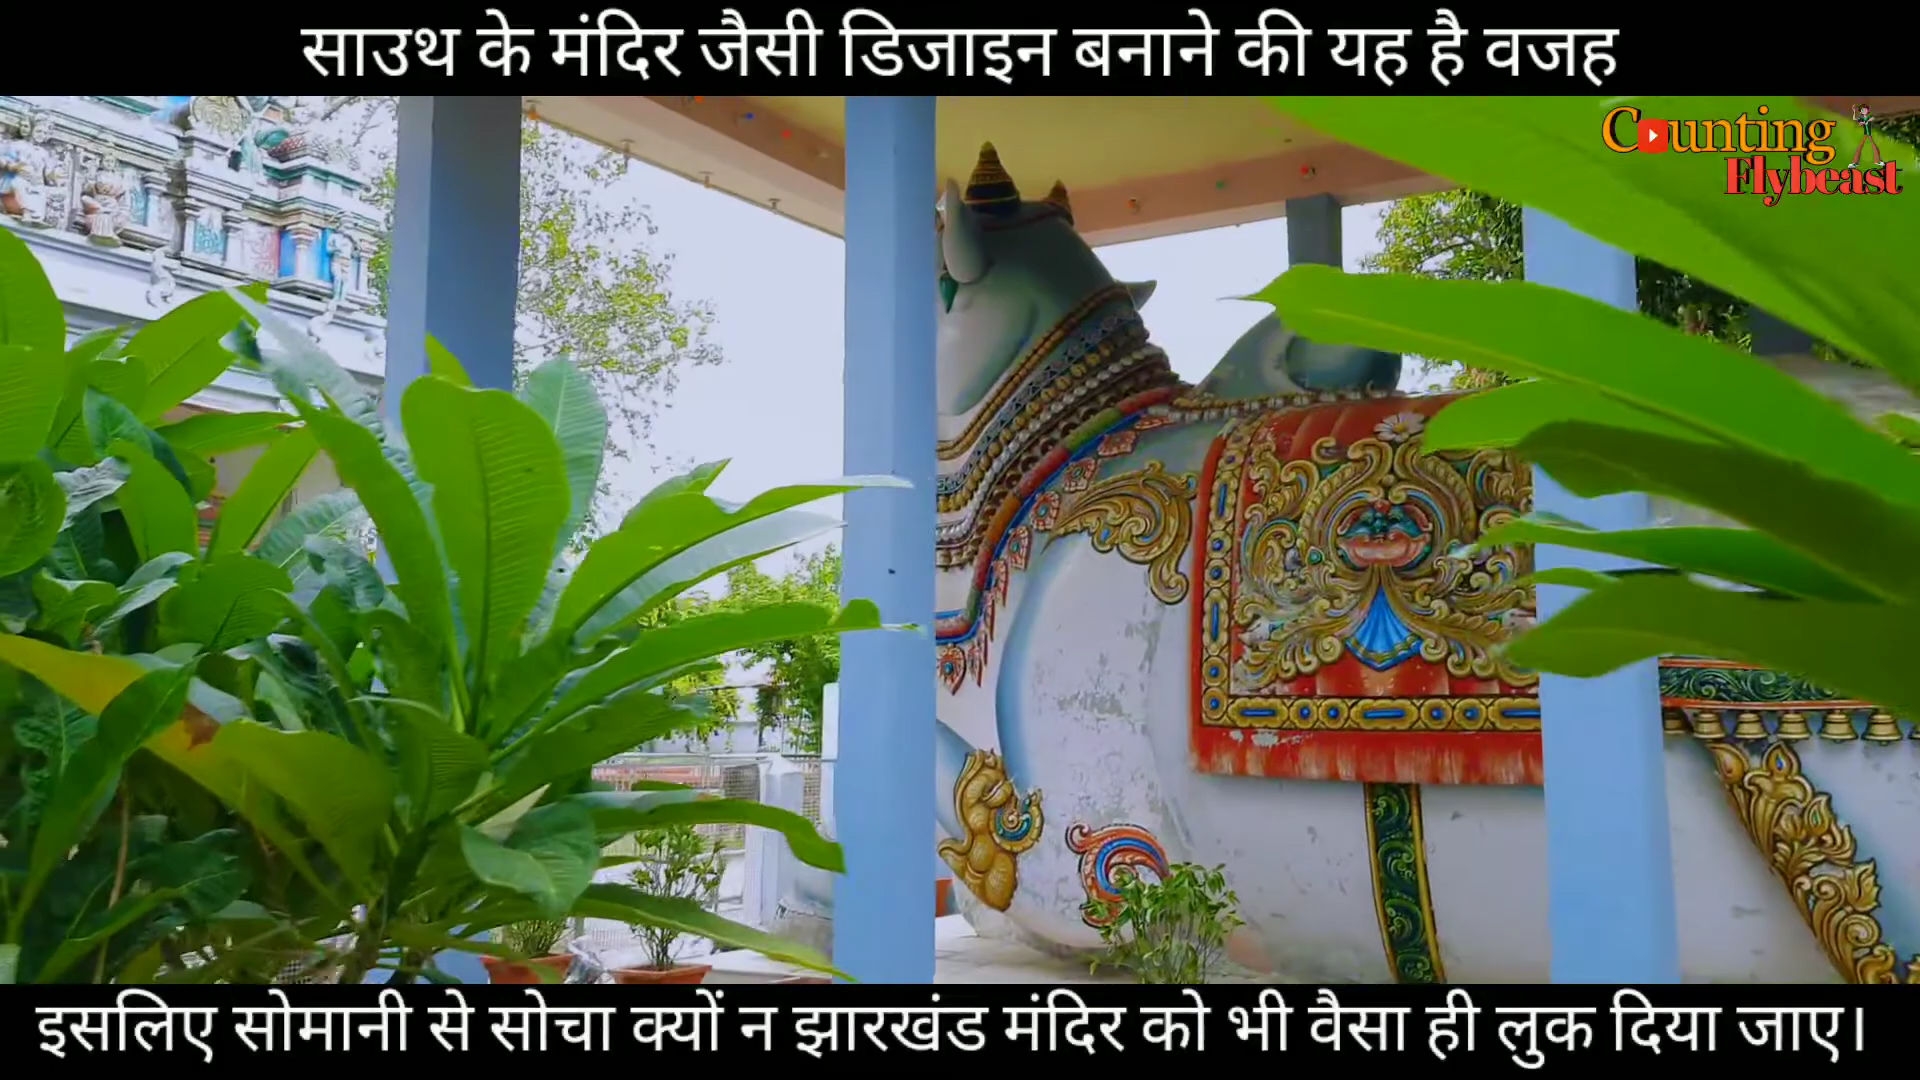 साउथ के मंदिर जैसी डिजाइन बनाने की यह है वजह
Counting
Flybeast
इसलिए सोमानी से सोचा क्यों न झारखंड मंदिर को भी वैसा ही लुक दिया जाए।